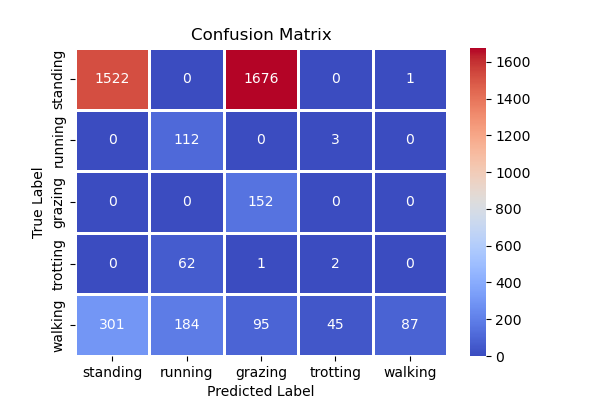 Confusion Matrix
True Label
standing 1522 0 1676 0 1
running 0 112 0 3 0
grazing 0 0 152 0 0
trotting 0 62 1 2 0
walking 301 184 95 45 87
standing running grazing trotting walking
Predicted Label
1600
1400
1200
1000
800
600
400
200
0